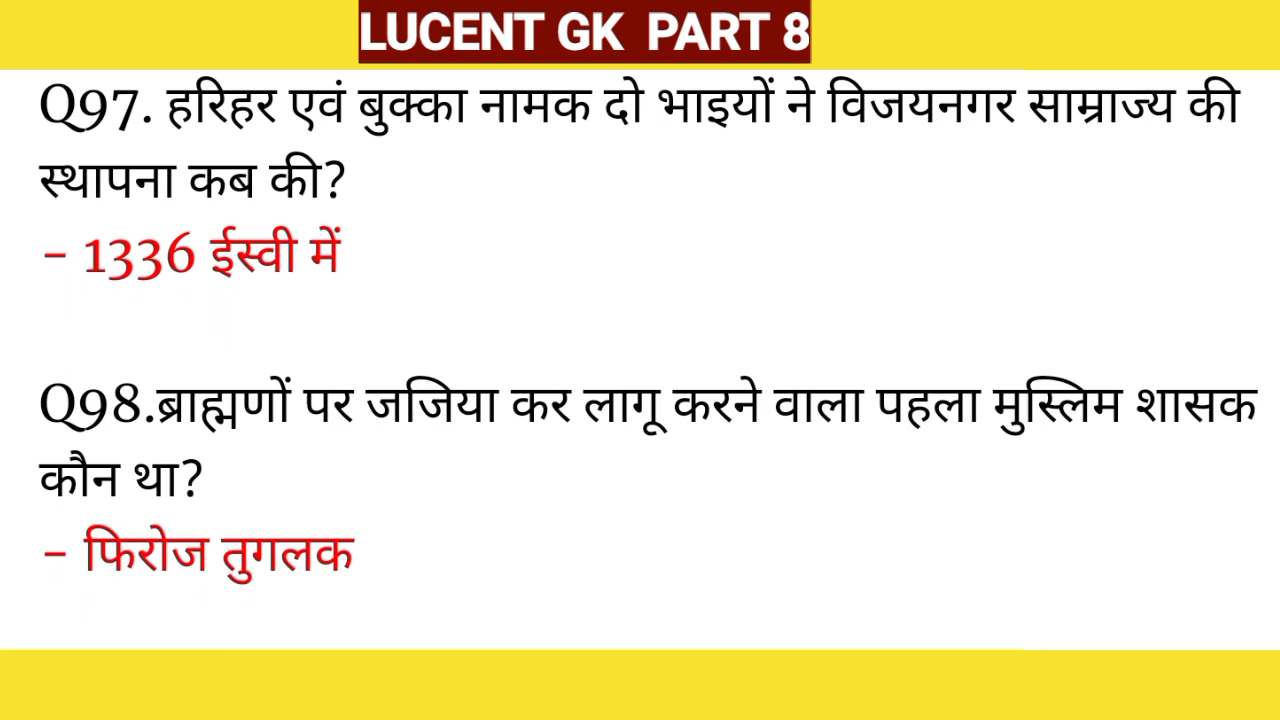 LUCENT GK PART 8
Q97. हरिहर एवं बुक्का नामक दो भाइयों ने विजयनगर साम्राज्य की
स्थापना कब की?
- 1336 ईस्वी में
Q98.ब्राह्मणों पर जजिया कर लागू करने वाला पहला मुस्लिम शासक
कौन था?
- फिरोज तुगलक